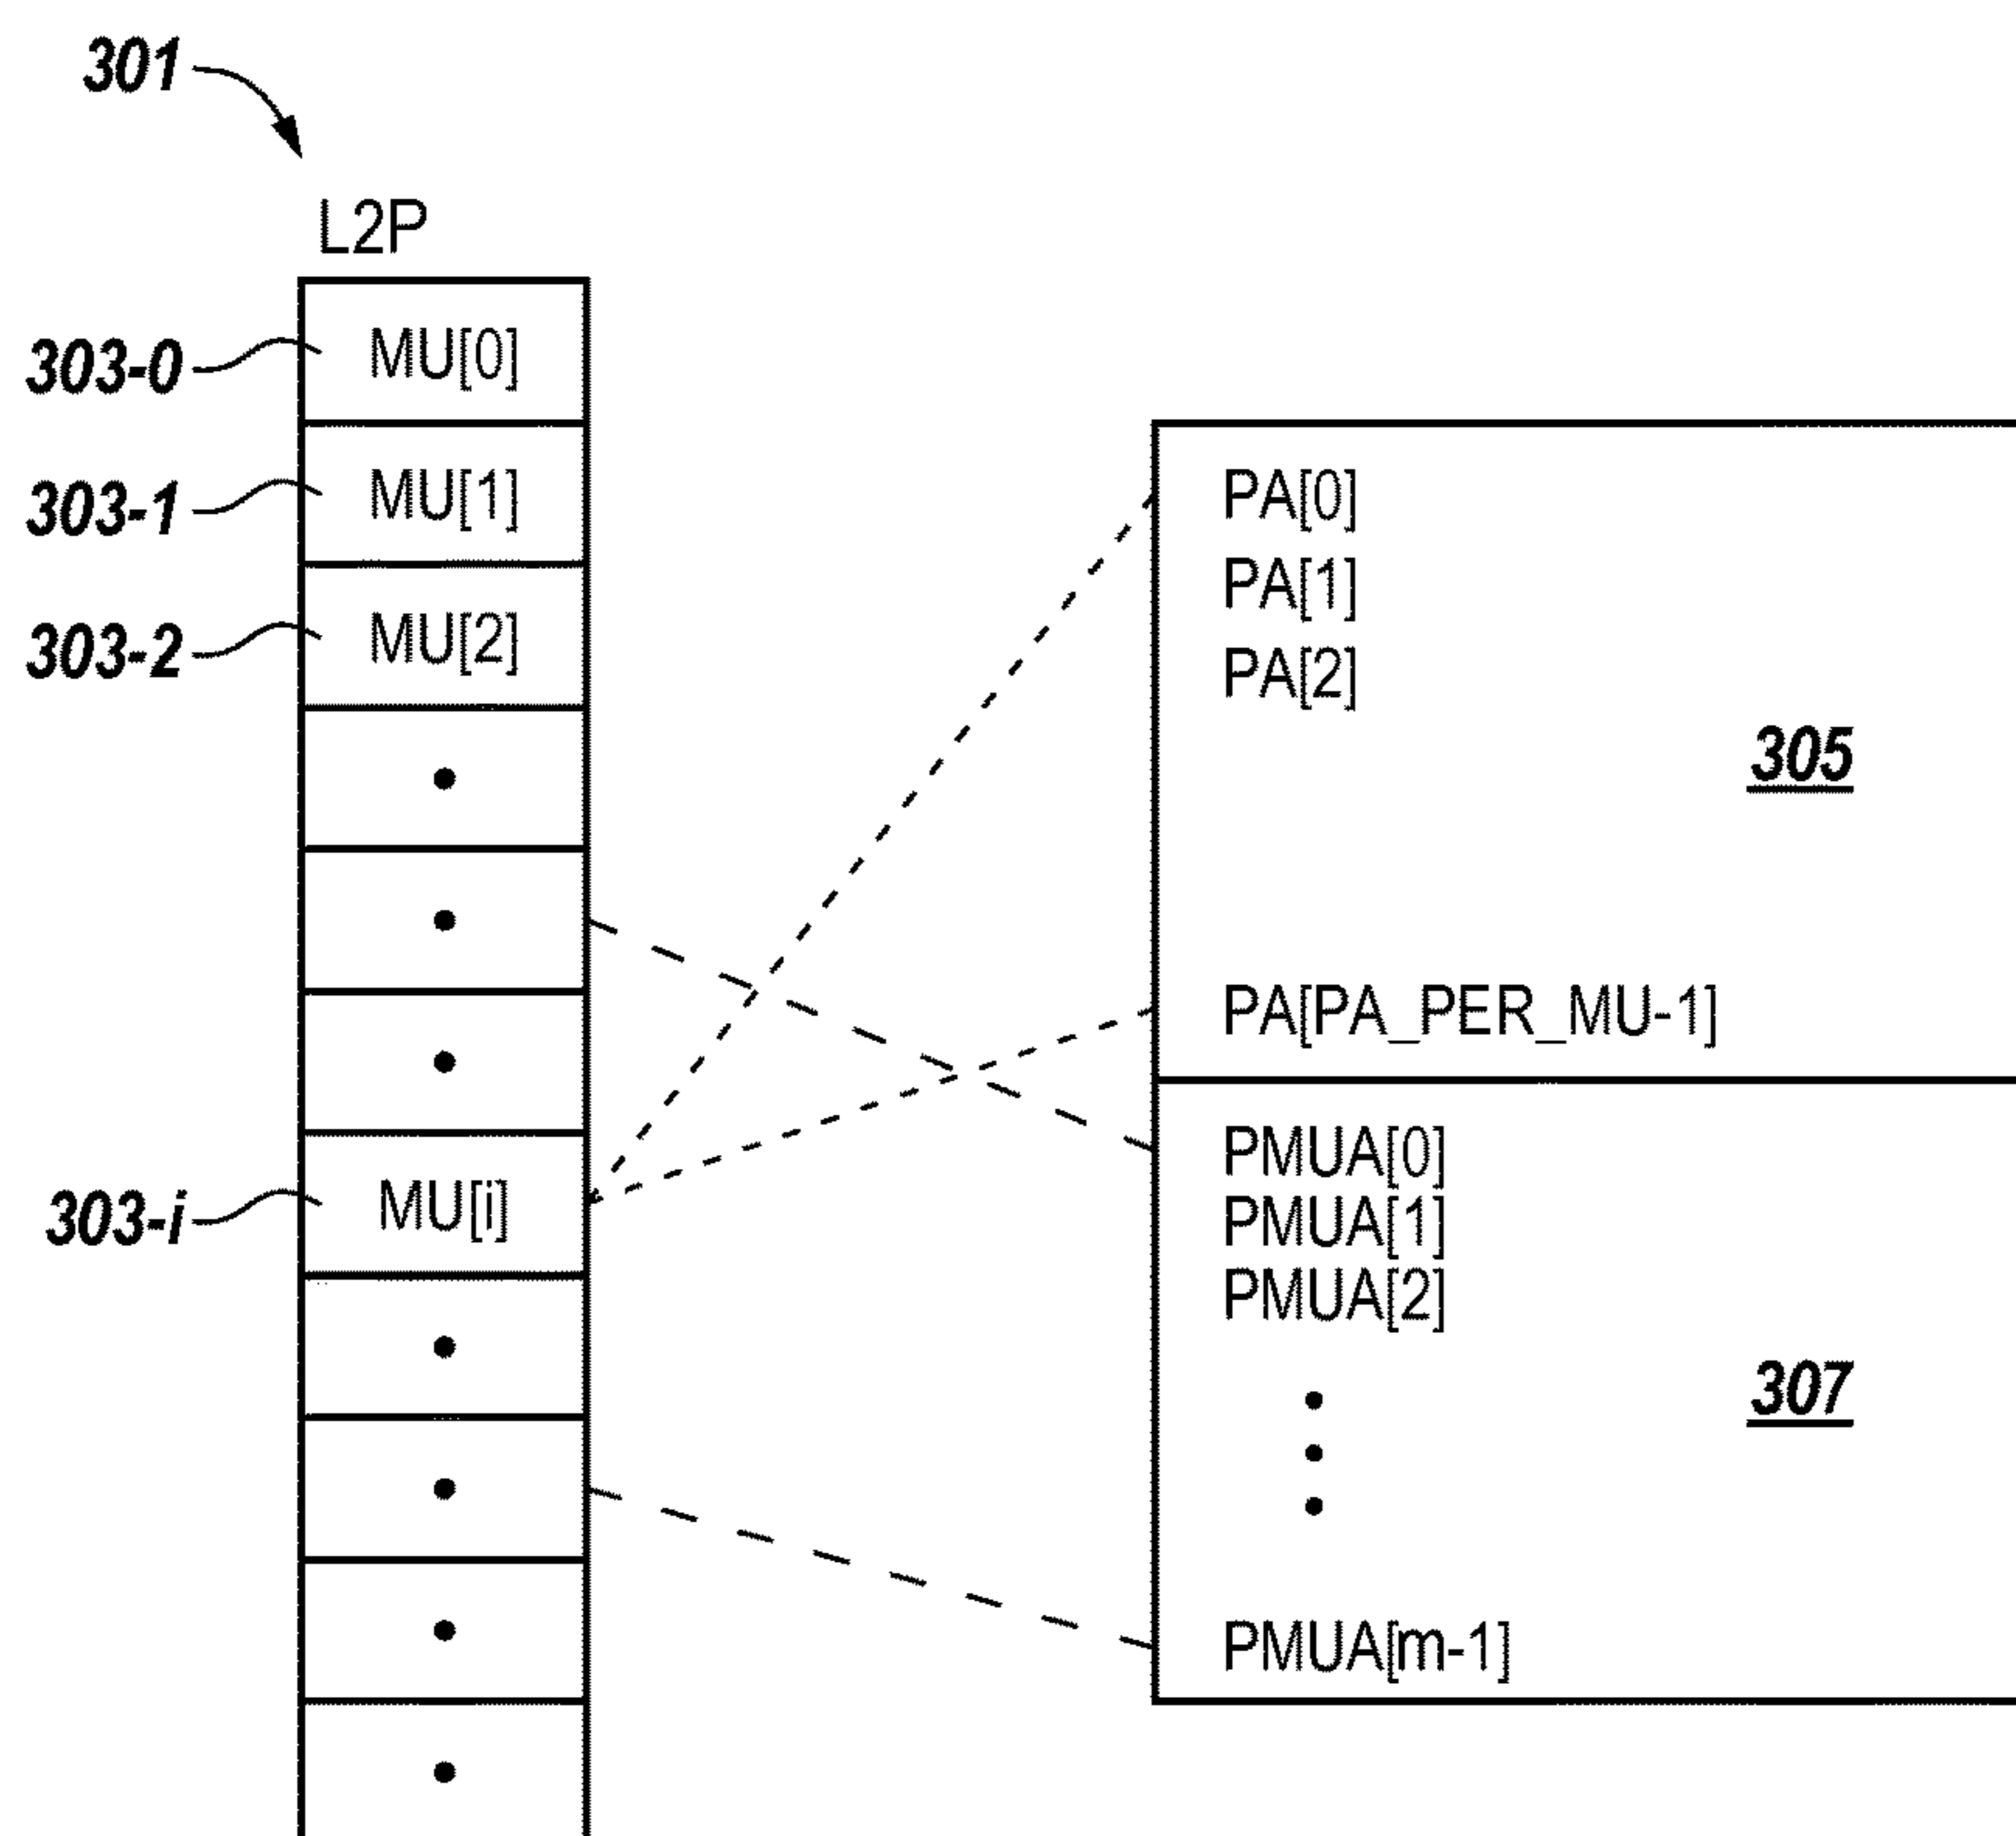 301
L2P
303-0
MU[0]
303-1
MU[1]
303-2
MU[2]
303-i
MU[i]
PA[0]
PA[1]
PA[2]
305
PA[PA_PER_MU-1]
PMUA[0]
PMUA[1]
PMUA[2]
307
PMUA[m-1]